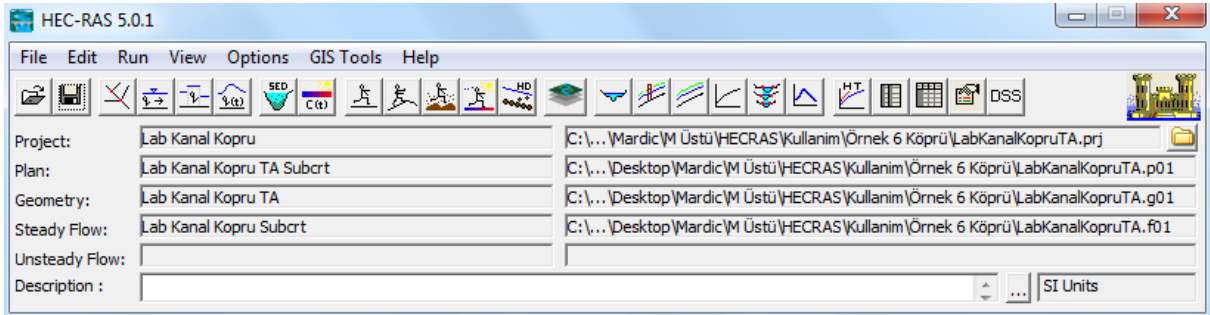 HEC-RAS 5.0.1
File Edit Run View Options GIS Tools Help
SED C(t) HD HT DSS
Project: Lab Kanal Kopru C:\...\Mardic\M Üstü\HECRAS\Kullanim\Örnek 6 Köprü\LabKanalKopruTA.prj
Plan: Lab Kanal Kopru TA Subcrt C:\...\Desktop\Mardic\M Üstü\HECRAS\Kullanim\Örnek 6 Köprü\LabKanalKopruTA.p01
Geometry: Lab Kanal Kopru TA C:\...\Desktop\Mardic\M Üstü\HECRAS\Kullanim\Örnek 6 Köprü\LabKanalKopruTA.g01
Steady Flow: Lab Kanal Kopru Subcrt C:\...\Desktop\Mardic\M Üstü\HECRAS\Kullanim\Örnek 6 Köprü\LabKanalKopruTA.f01
Unsteady Flow:
Description : ... SI Units